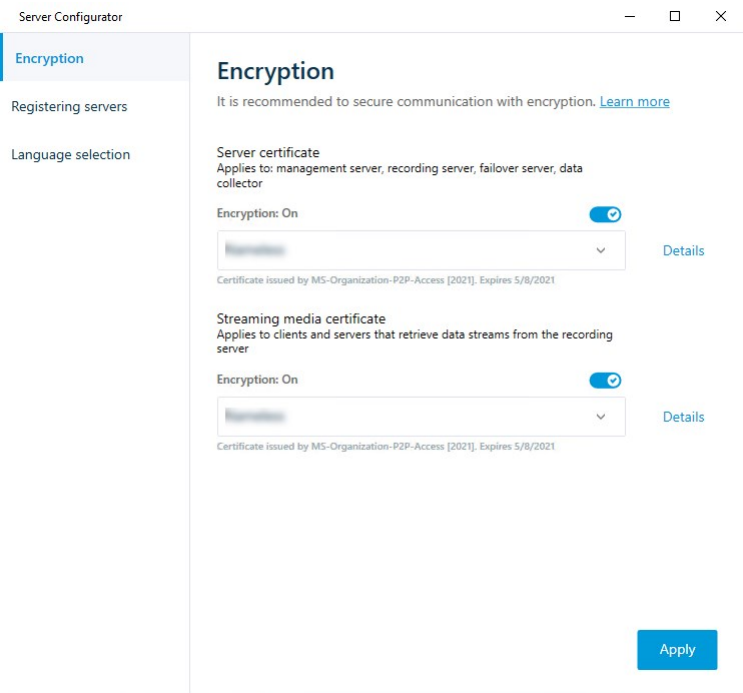 Server Configurator
Encryption
Registering servers
Language selection
Encryption
It is recommended to secure communication with encryption. Learn more
Server certificate
Applies to: management server, recording server, failover server, data
collector
Encryption: On
Details
Certificate issued by MS-Organization-P2P-Access [2021]. Expires 5/8/2021
Streaming media certificate
Applies to clients and servers that retrieve data streams from the recording
server
Encryption: On
Details
Certificate issued by MS-Organization-P2P-Access [2021]. Expires 5/8/2021
Apply